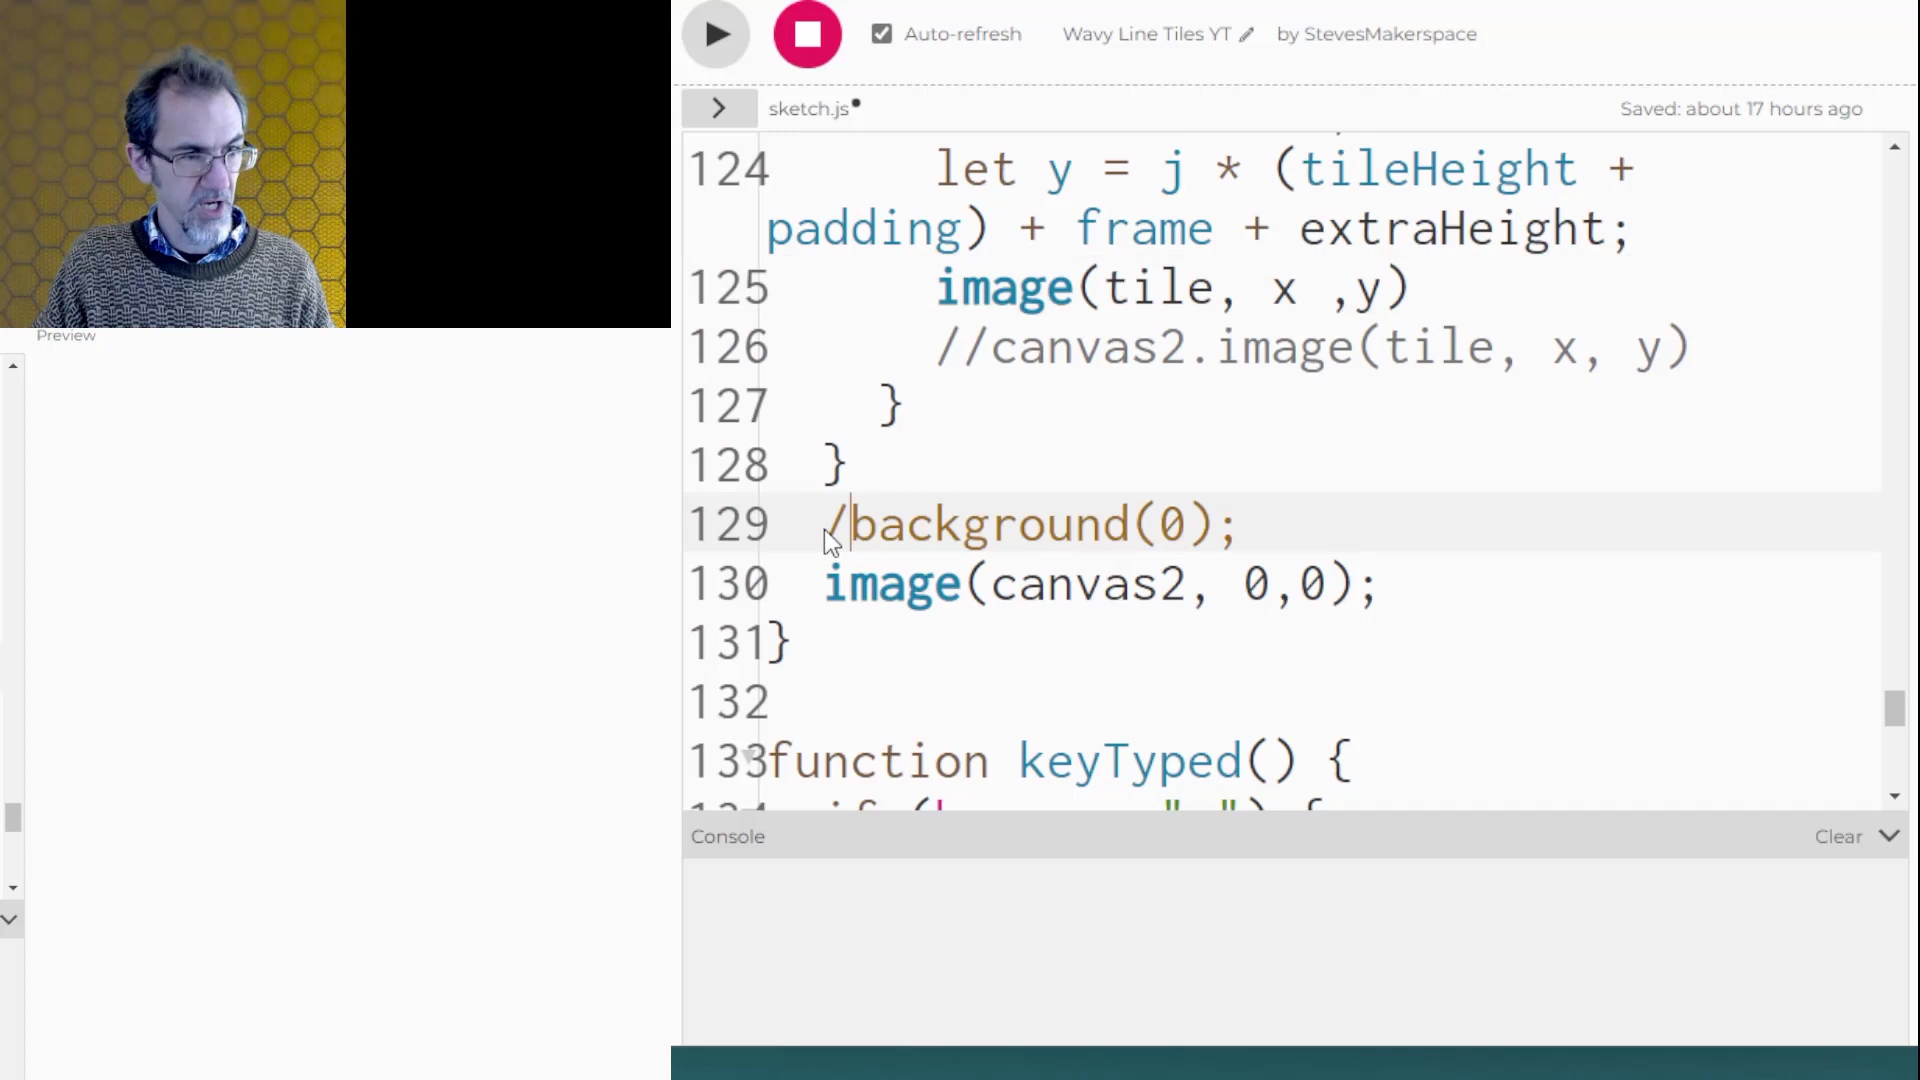 Auto-refresh Wavy Line Tiles YT by StevesMakerspace
sketch.js Saved: about 17 hours ago
Preview
124 let y = j * (tileHeight +
padding) + frame + extraHeight;
125 image(tile, x ,y)
126 //canvas2.image(tile, x, y)
127 }
128 }
129 /background(0);
130 image(canvas2, 0,0);
131 }
132
133 function keyTyped() {
Console Clear